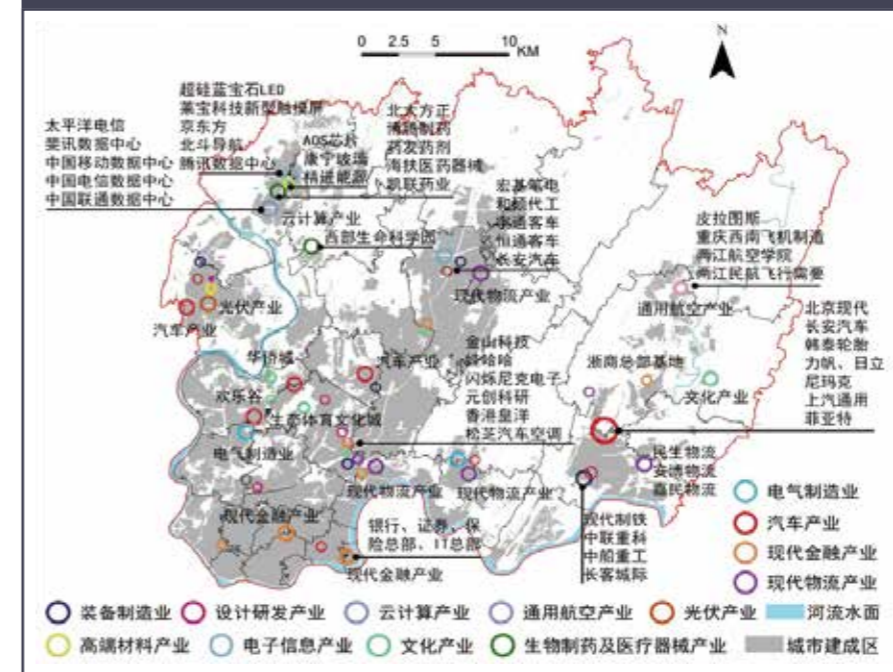 N
0 2.5 5 10
KM
超硅蓝宝石LED
莱宝科技新型触摸屏
京东方
北斗导航
腾讯数据中心
太平洋电信
斐讯数据中心
中国移动数据中心
中国电信数据中心
中国联通数据中心
AOS芯片
康宁玻璃
精进能源
北大方正
博腾制药
药友药剂
海扶医药器械
凯联药业
宏基笔电
和硕代工
恒通客车
长安汽车
皮拉图斯
重庆西南飞机制造
两江航空学院
两江民航飞行需要
云计算产业
西部生命科学园
现代物流产业
通用航空产业
光伏产业
汽车产业
北京现代
长安汽车
韩泰轮胎
力帆、日立
尼玛克
上汽通用
菲亚特
金山科技
娃哈哈
闪烁尼克电子
元创科研
香港皇洋
松芝汽车空调
华侨城
汽车产业
浙商总部基地
文化产业
欢乐谷
生态体育文化城
电气制造业
现代物流产业
现代物流产业
民生物流
安博物流
嘉民物流
现代金融产业
银行、证券、保
险总部、IT总部
现代金融产业
现代制铁
中联重科
中船重工
长客城际
电气制造业
汽车产业
现代金融产业
现代物流产业
装备制造业 设计研发产业 云计算产业 通用航空产业 光伏产业 河流水面
高端材料产业 电子信息产业 文化产业 生物制药及医疗器械产业 城市建成区